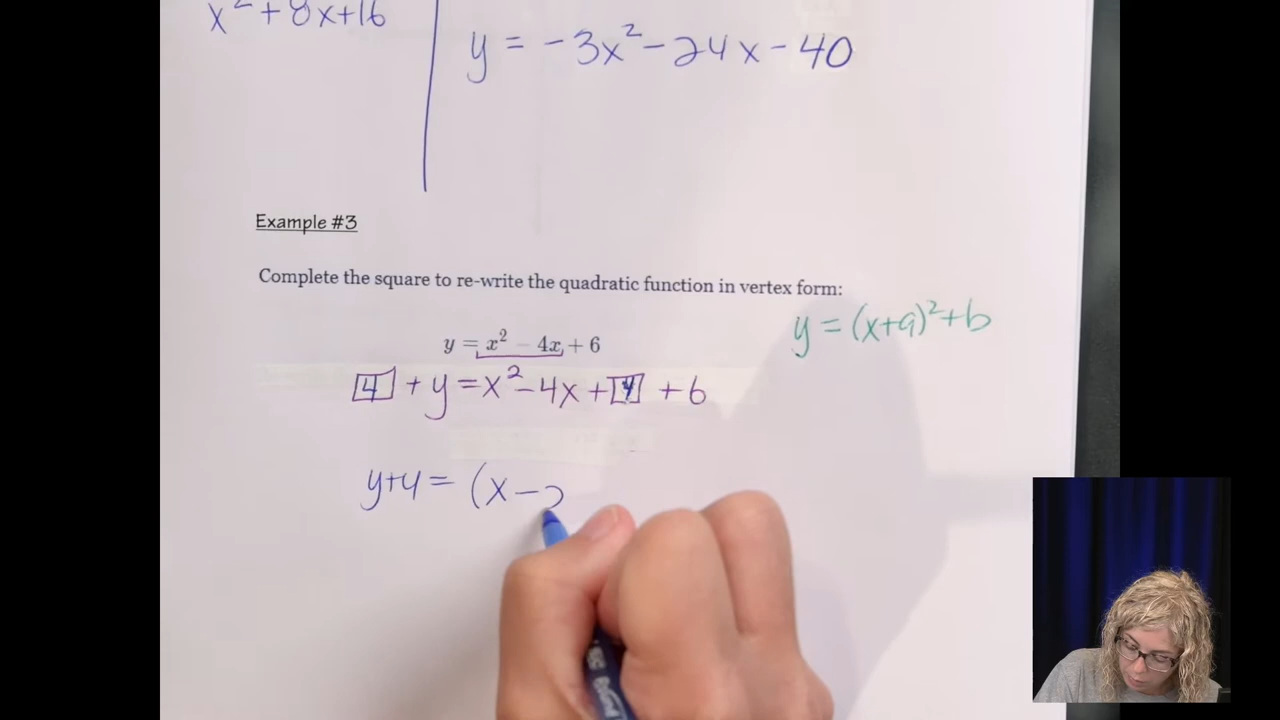 x² + 8x+16
y = -3x² - 24x - 40
Example #3
Complete the square to re-write the quadratic function in vertex form:
y = (x+a)² + b
y = x² - 4x + 6
4 + y = x² - 4x + 4 + 6
y+4 = (x - 2